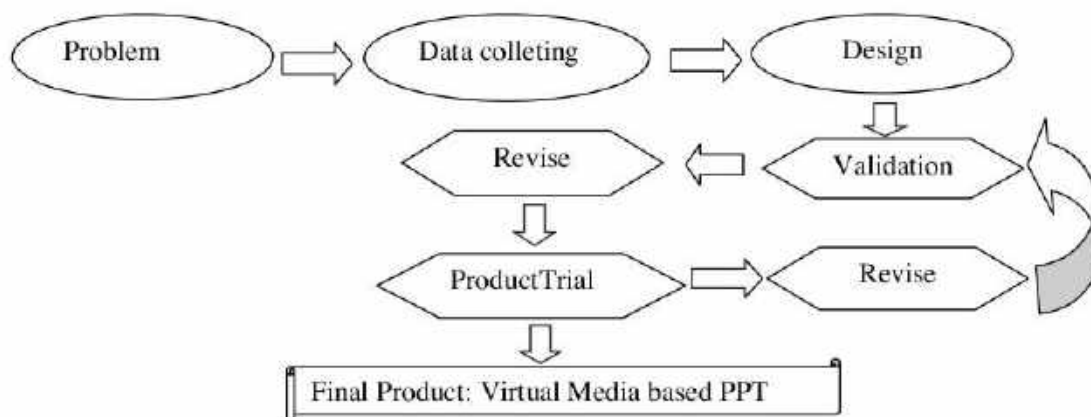 Problem
Data colleting
Design
Revise
Validation
ProductTrial
Revise
Final Product: Virtual Media based PPT